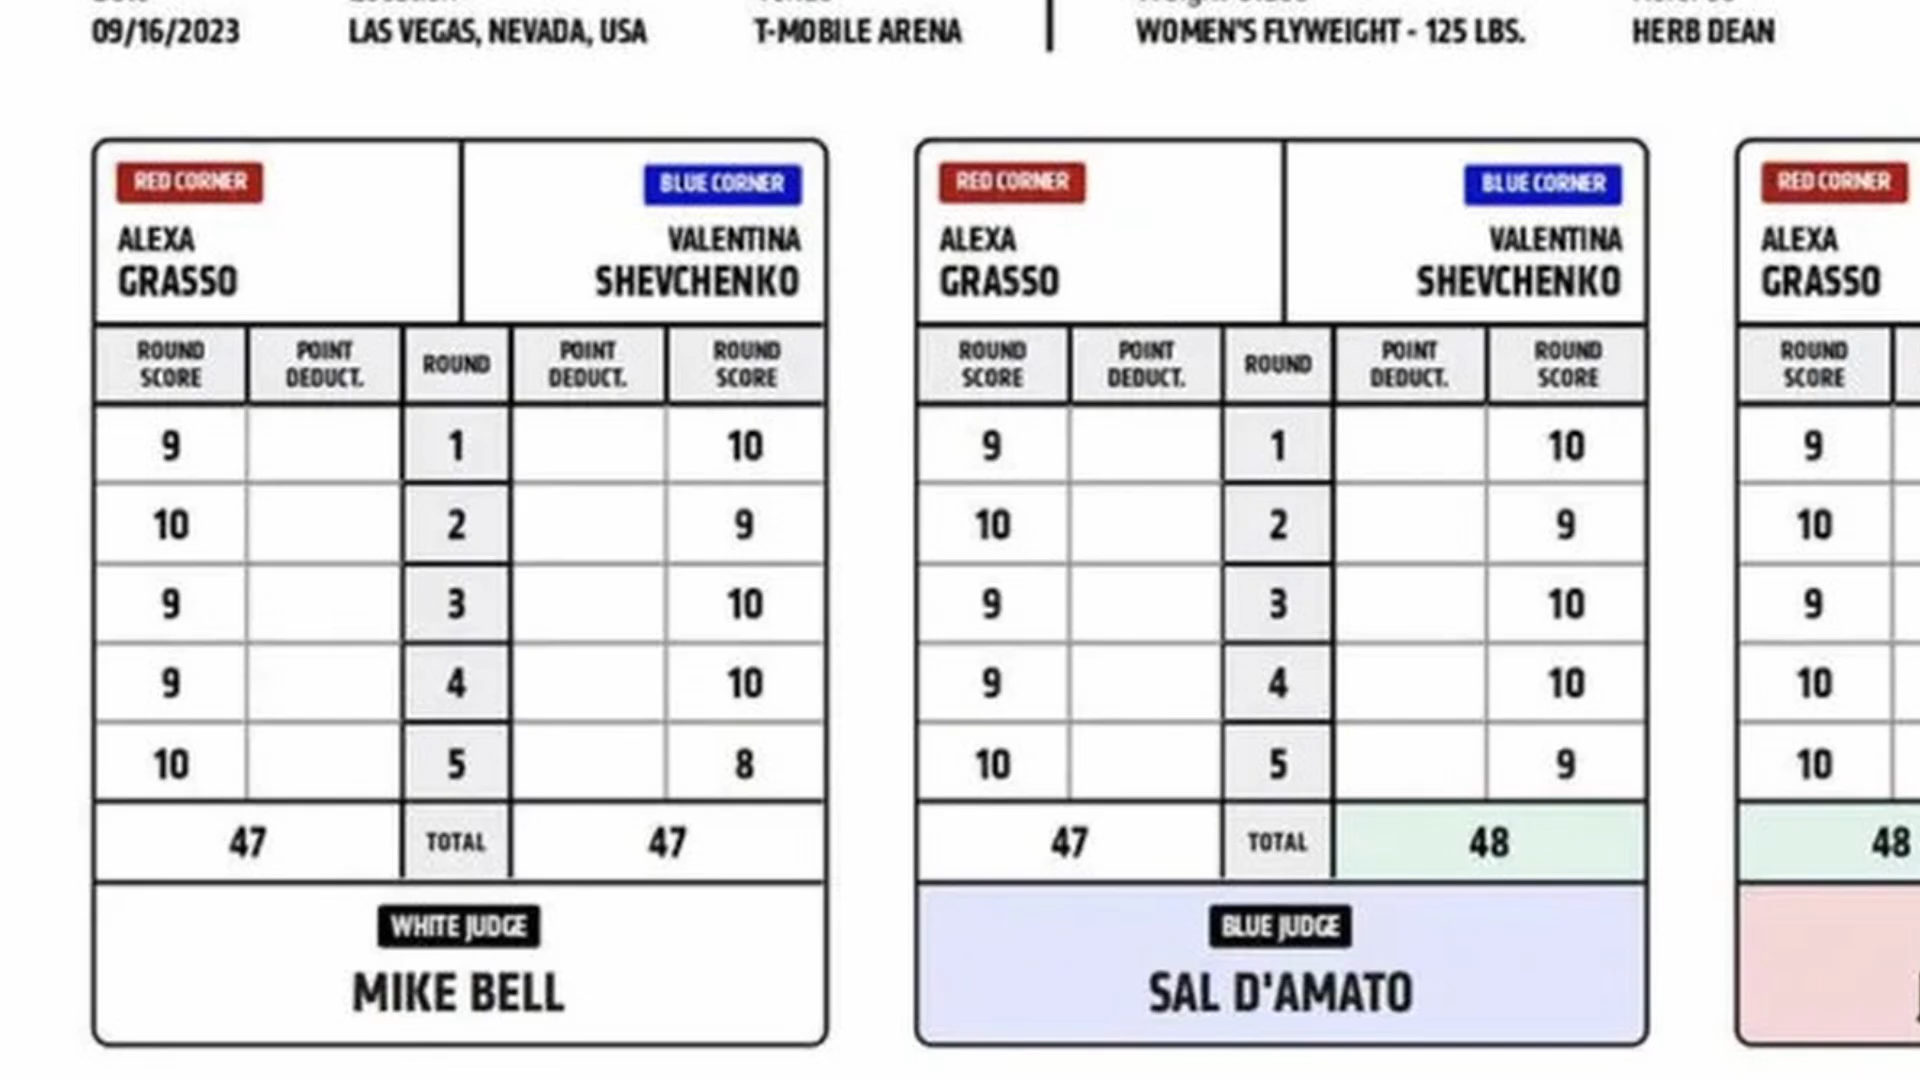 09/16/2023 LAS VEGAS, NEVADA, USA T-MOBILE ARENA WOMEN'S FLYWEIGHT - 125 LBS. HERB DEAN
RED CORNER BLUE CORNER
ALEXA VALENTINA
GRASSO SHEVCHENKO
ROUND SCORE POINT DEDUCT. ROUND POINT DEDUCT. ROUND SCORE
9 1 10
10 2 9
9 3 10
9 4 10
10 5 8
47 TOTAL 47
WHITE JUDGE
MIKE BELL
RED CORNER BLUE CORNER
ALEXA VALENTINA
GRASSO SHEVCHENKO
ROUND SCORE POINT DEDUCT. ROUND POINT DEDUCT. ROUND SCORE
9 1 10
10 2 9
9 3 10
9 4 10
10 5 9
47 TOTAL 48
BLUE JUDGE
SAL D'AMATO
RED CORNER
ALEXA
GRASSO
ROUND
SCORE
9
10
9
10
10
48